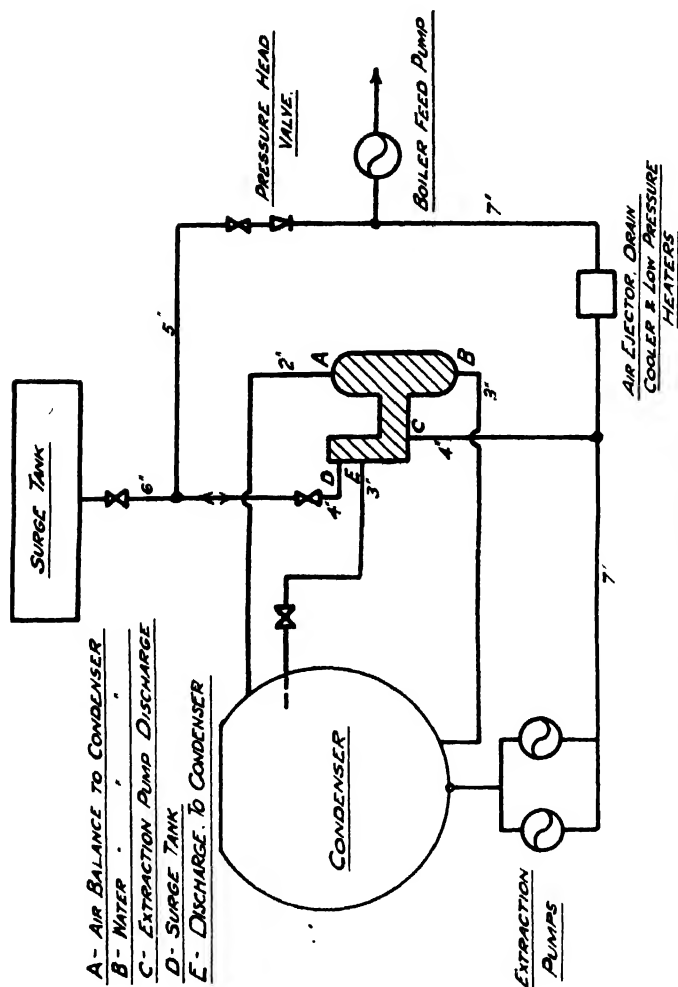 A - AIR BALANCE TO CONDENSER
B - WATER " " "
C - EXTRACTION PUMP DISCHARGE
D - SURGE TANK
E - DISCHARGE. TO CONDENSER
SURGE TANK
6"
5"
PRESSURE HEAD
VALVE.
BOILER FEED PUMP
2"
A
D
4"
E
3"
C
4"
B
3"
7"
CONDENSER
EXTRACTION
PUMPS
7"
AIR EJECTOR, DRAIN
COOLER & LOW PRESSURE
HEATERS